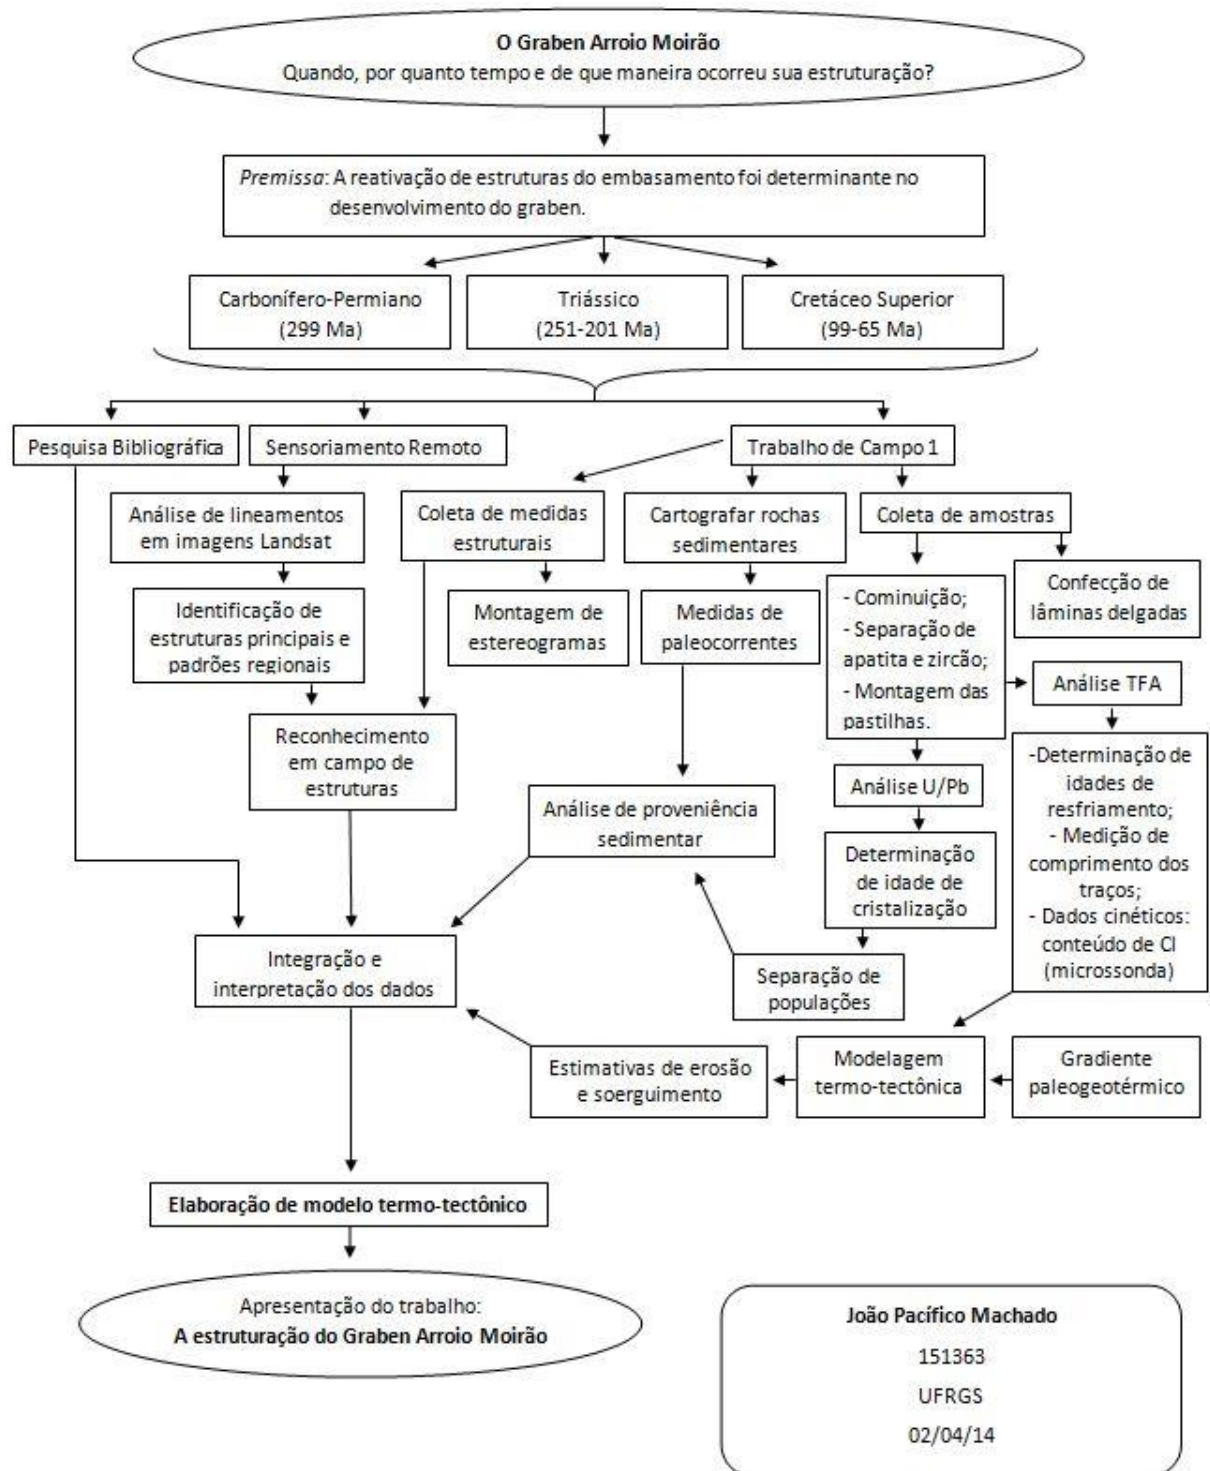 O Graben Arroio Moirão
Quando, por quanto tempo e de que maneira ocorreu sua estruturação?
Premissa: A reativação de estruturas do embasamento foi determinante no
desenvolvimento do graben.
Carbonífero-Permiano
(299 Ma)
Triássico
(251-201 Ma)
Cretáceo Superior
(99-65 Ma)
Pesquisa Bibliográfica
Sensoriamento Remoto
Trabalho de Campo 1
Análise de lineamentos
em imagens Landsat
Coleta de medidas
estruturais
Cartografar rochas
sedimentares
Coleta de amostras
Identificação de
estruturas principais e
padrões regionais
Montagem de
estereogramas
Medidas de
paleocorrentes
- Cominuição;
- Separação de
apatita e zircão;
- Montagem das
pastilhas.
Confecção de
lâminas delgadas
Análise TFA
Reconhecimento
em campo de
estruturas
Análise de proveniência
sedimentar
Análise U/Pb
-Determinação de
idades de
resfriamento;
- Medição de
comprimento dos
traços;
- Dados cinéticos:
conteúdo de Cl
(microssonda)
Determinação
de idade de
cristalização
Integração e
interpretação dos dados
Separação de
populações
Estimativas de erosão
e soerguimento
Modelagem
termo-tectônica
Gradiente
paleogeotérmico
Elaboração de modelo termo-tectônico
Apresentação do trabalho:
A estruturação do Graben Arroio Moirão
João Pacífico Machado
151363
UFRGS
02/04/14